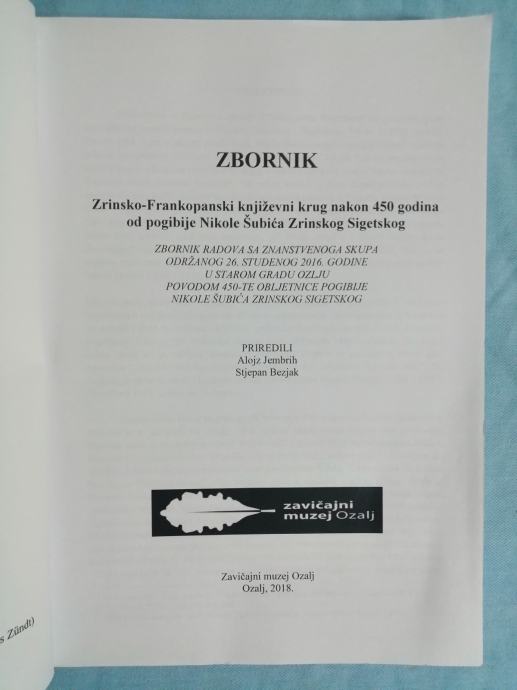 ZBORNIK
Zrinsko-Frankopanski književni krug nakon 450 godina
od pogibije Nikole Šubića Zrinskog Sigetskog
ZBORNIK RADOVA SA ZNANSTVENOGA SKUPA
ODRŽANOG 26. STUDENOG 2016. GODINE
U STAROM GRADU OZLJU
POVODOM 450-TE OBLJETNICE POGIBIJE
NIKOLE ŠUBIĆA ZRINSKOG SIGETSKOG
PRIREDILI
Alojz Jembrih
Stjepan Bezjak
zavičajni
muzej Ozalj
Zavičajni muzej Ozalj
Ozalj, 2018.
s Zündt)